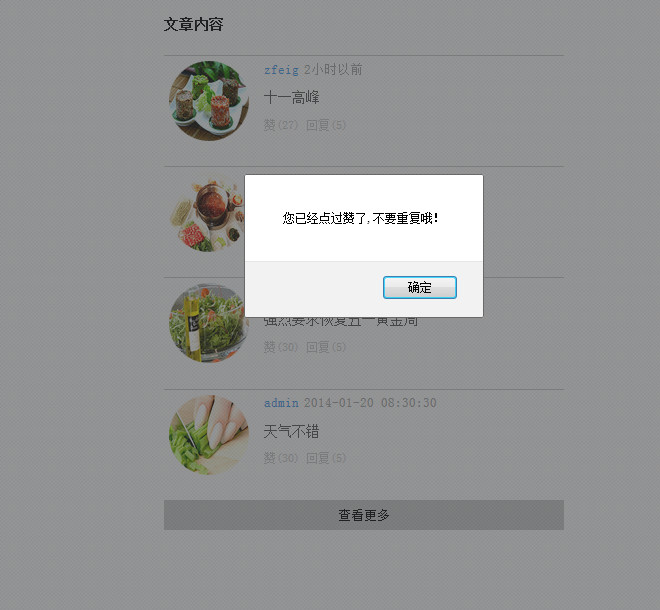 文章内容
zfeig 2小时以前
十一高峰
赞(27) 回复(5)
您已经点过赞了,不要重复哦!
确定
强烈要求恢复五一黄金周
赞(30) 回复(5)
admin 2014-01-20 08:30:30
天气不错
赞(30) 回复(5)
查看更多